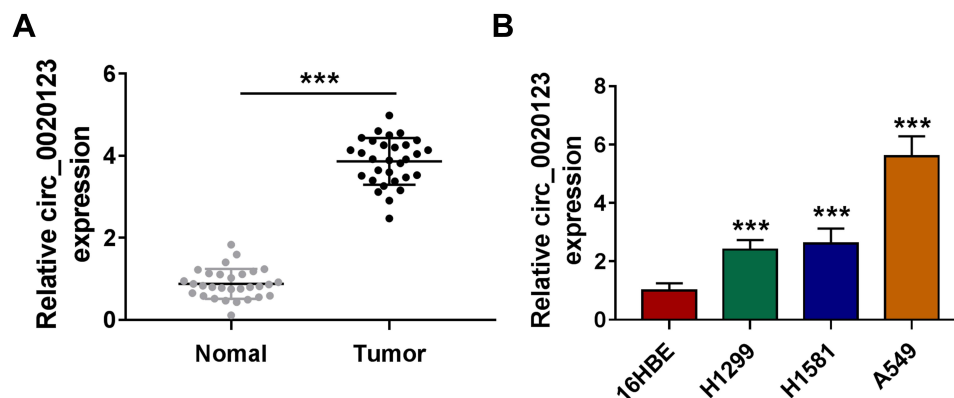 A
Relative circ_0020123
expression
6
4
2
0
***
Nomal
Tumor
B
Relative circ_0020123
expression
8
6
4
2
0
***
***
***
16HBE
H1299
H1581
A549